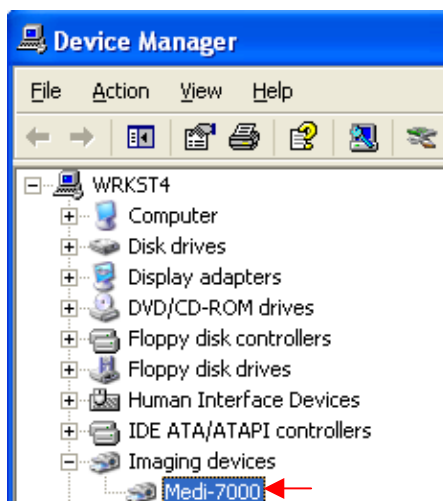 Device Manager
File Action View Help
WRKST4
Computer
Disk drives
Display adapters
DVD/CD-ROM drives
Floppy disk controllers
Floppy disk drives
Human Interface Devices
IDE ATA/ATAPI controllers
Imaging devices
Medi-7000